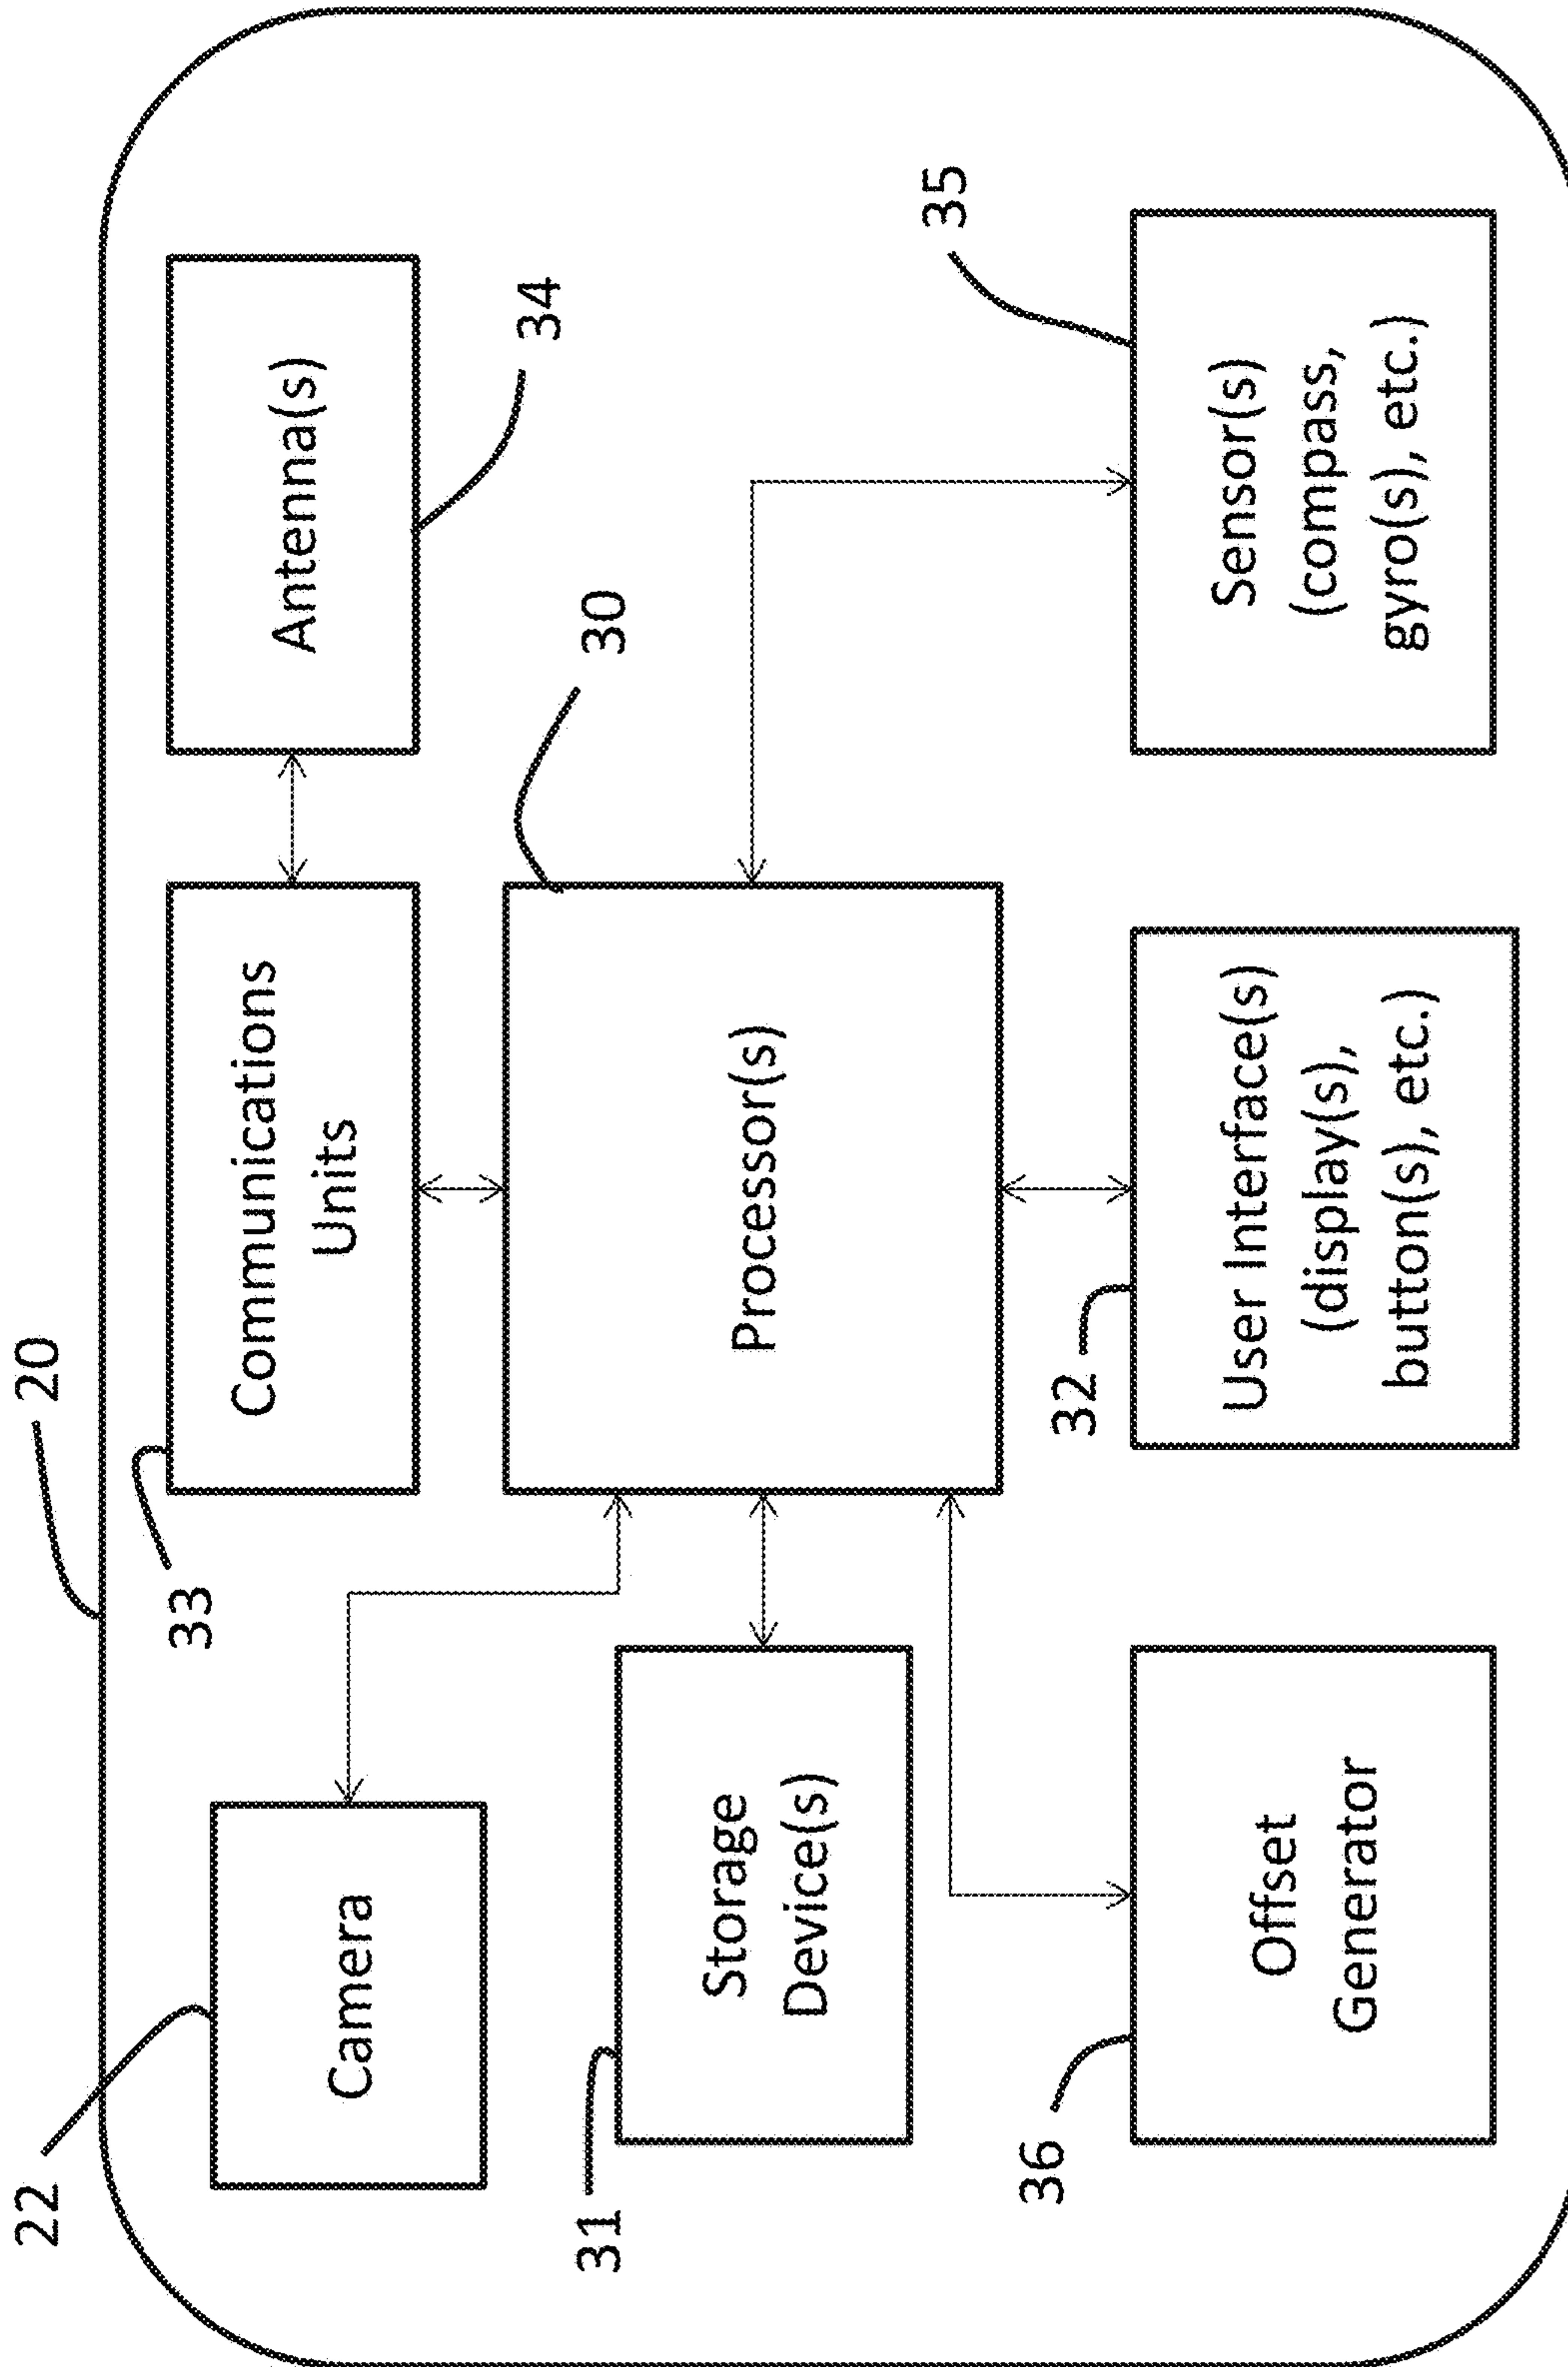 20
22
Camera
33
Communications
Units
Antenna(s)
34
30
31
Storage
Device(s)
Processor(s)
35
36
Offset
Generator
32
User Interface(s)
(display(s),
button(s), etc.)
Sensor(s)
(compass,
gyro(s), etc.)